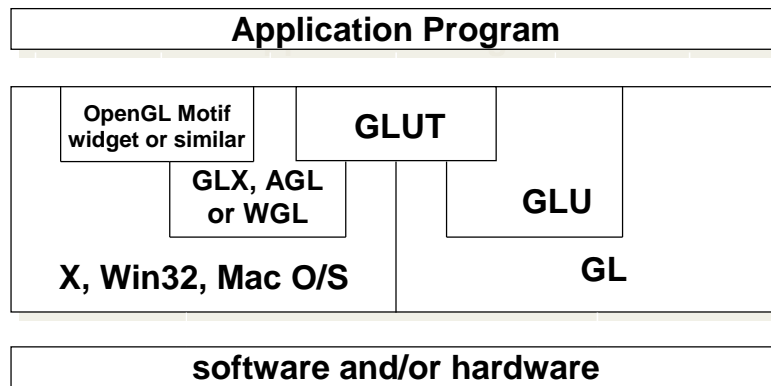 Application Program
OpenGL Motif
widget or similar
GLUT
GLX, AGL
or WGL
GLU
X, Win32, Mac O/S
GL
software and/or hardware